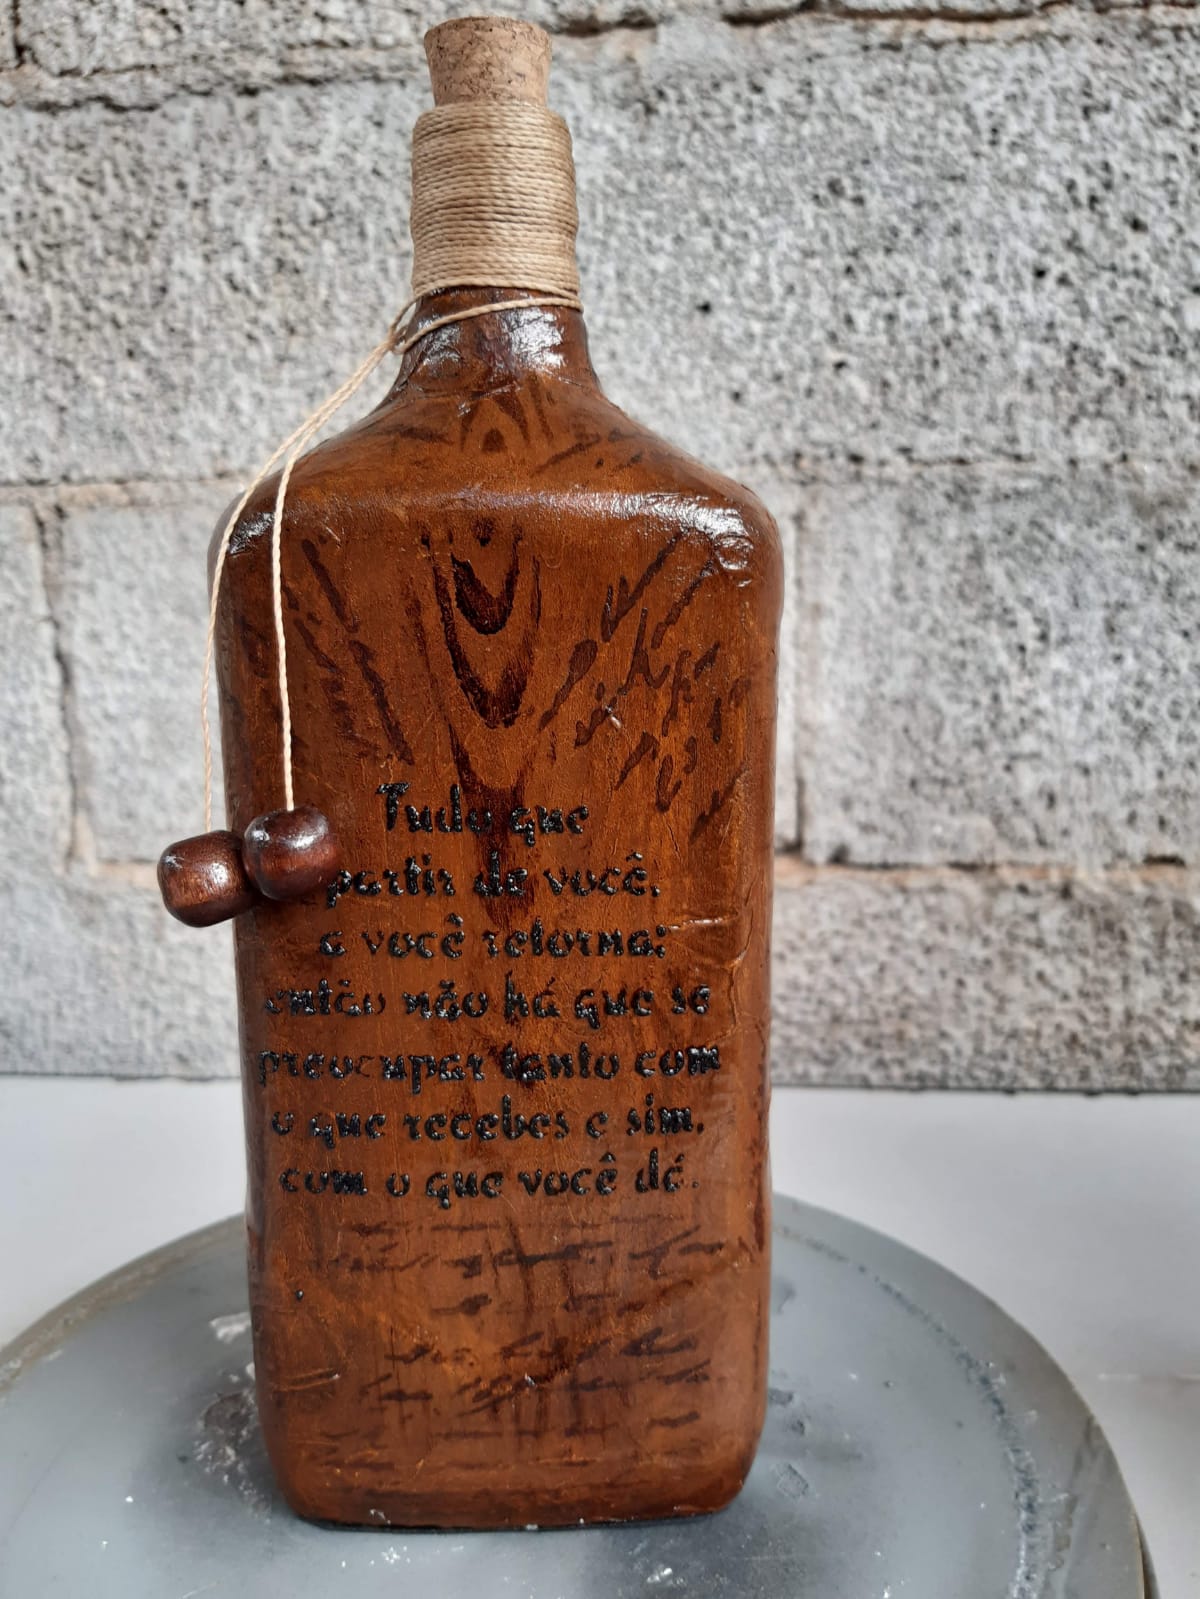 Tudo que
partir de você,
a você retorna;
então não há que se
preocupar tanto com
o que recebes e sim,
com o que você dá.